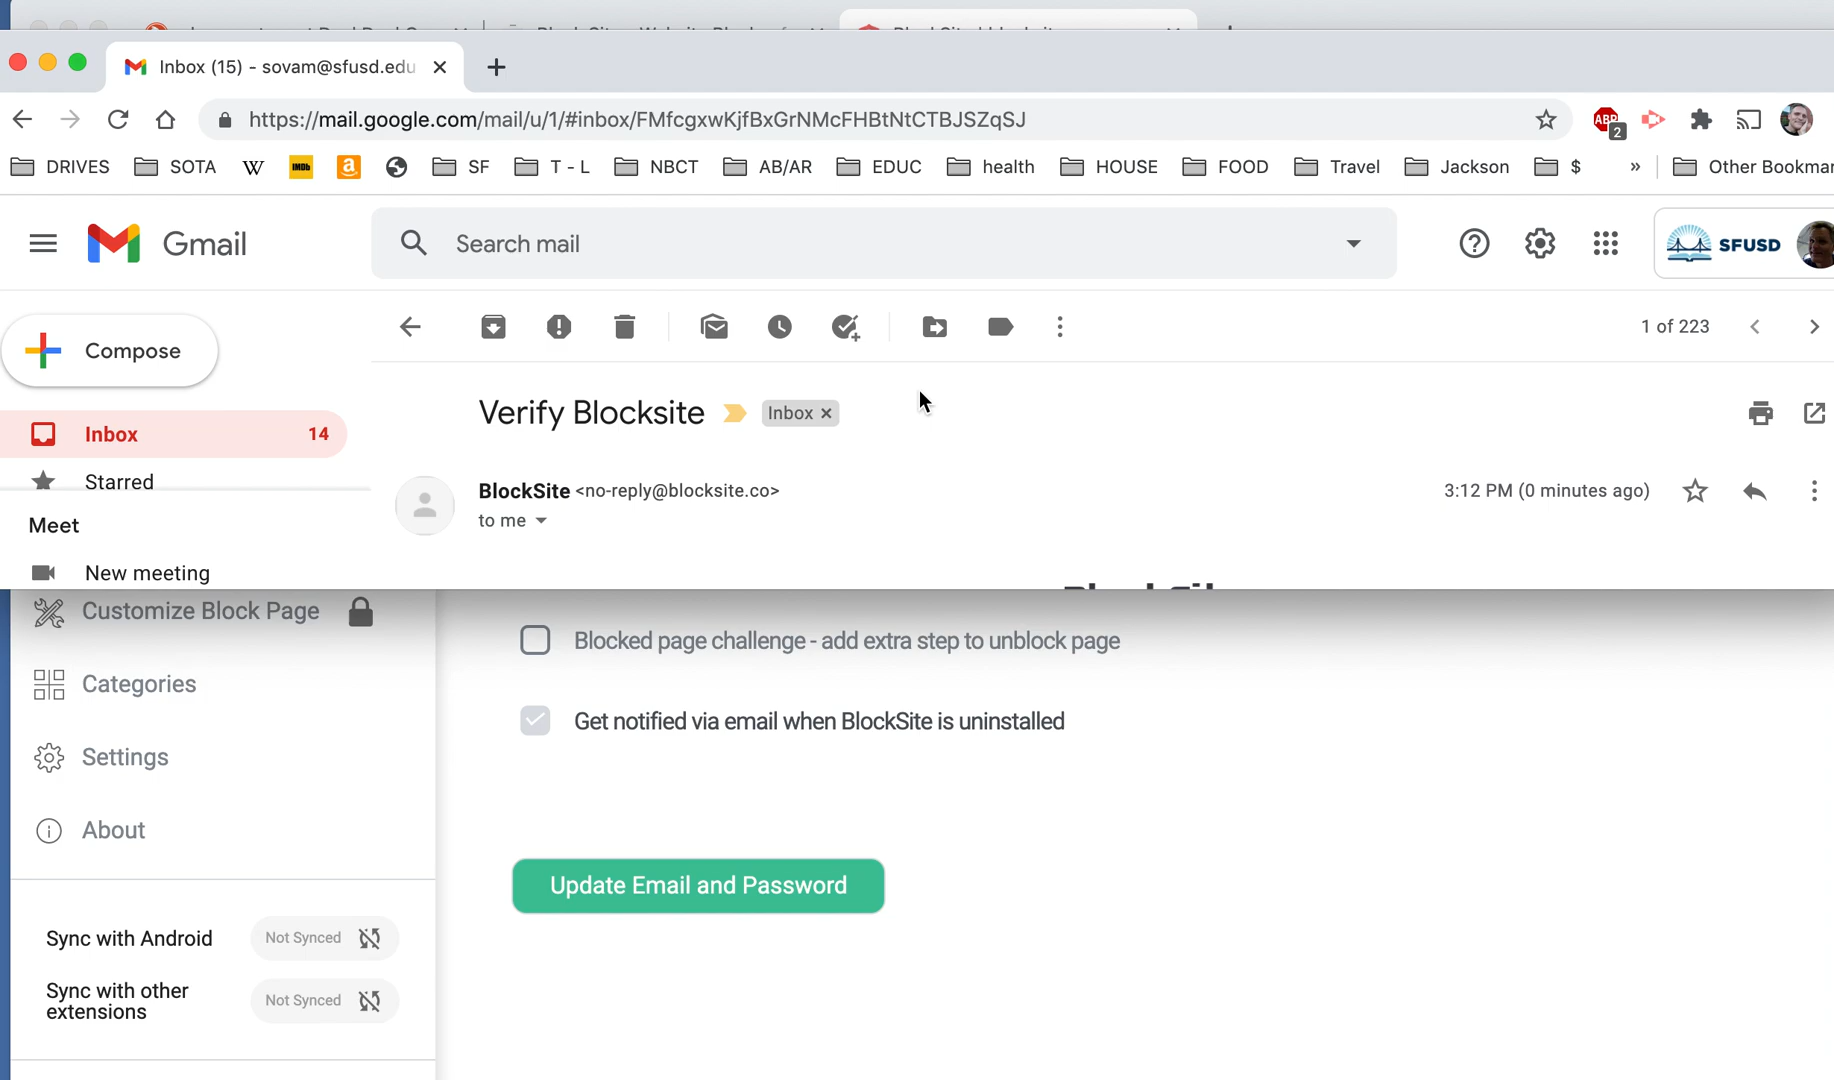 Inbox (15) - sovam@sfusd.edu
https://mail.google.com/mail/u/1/#inbox/FMfcgxwKjfBxGrNMcFHBtNtCTBJSZqSJ
ABP
2
DRIVES
SOTA
W
IMDb
a
SF
T - L
NBCT
AB/AR
EDUC
health
HOUSE
FOOD
Travel
Jackson
$
»
Other Bookmar
Gmail
Search mail
SFUSD
Compose
1 of 223
Verify Blocksite
Inbox ×
Inbox
14
Starred
BlockSite <no-reply@blocksite.co>
3:12 PM (0 minutes ago)
to me
Meet
New meeting
Customize Block Page
Blocked page challenge - add extra step to unblock page
Categories
Get notified via email when BlockSite is uninstalled
Settings
About
Update Email and Password
Sync with Android
Not Synced
Sync with other
extensions
Not Synced